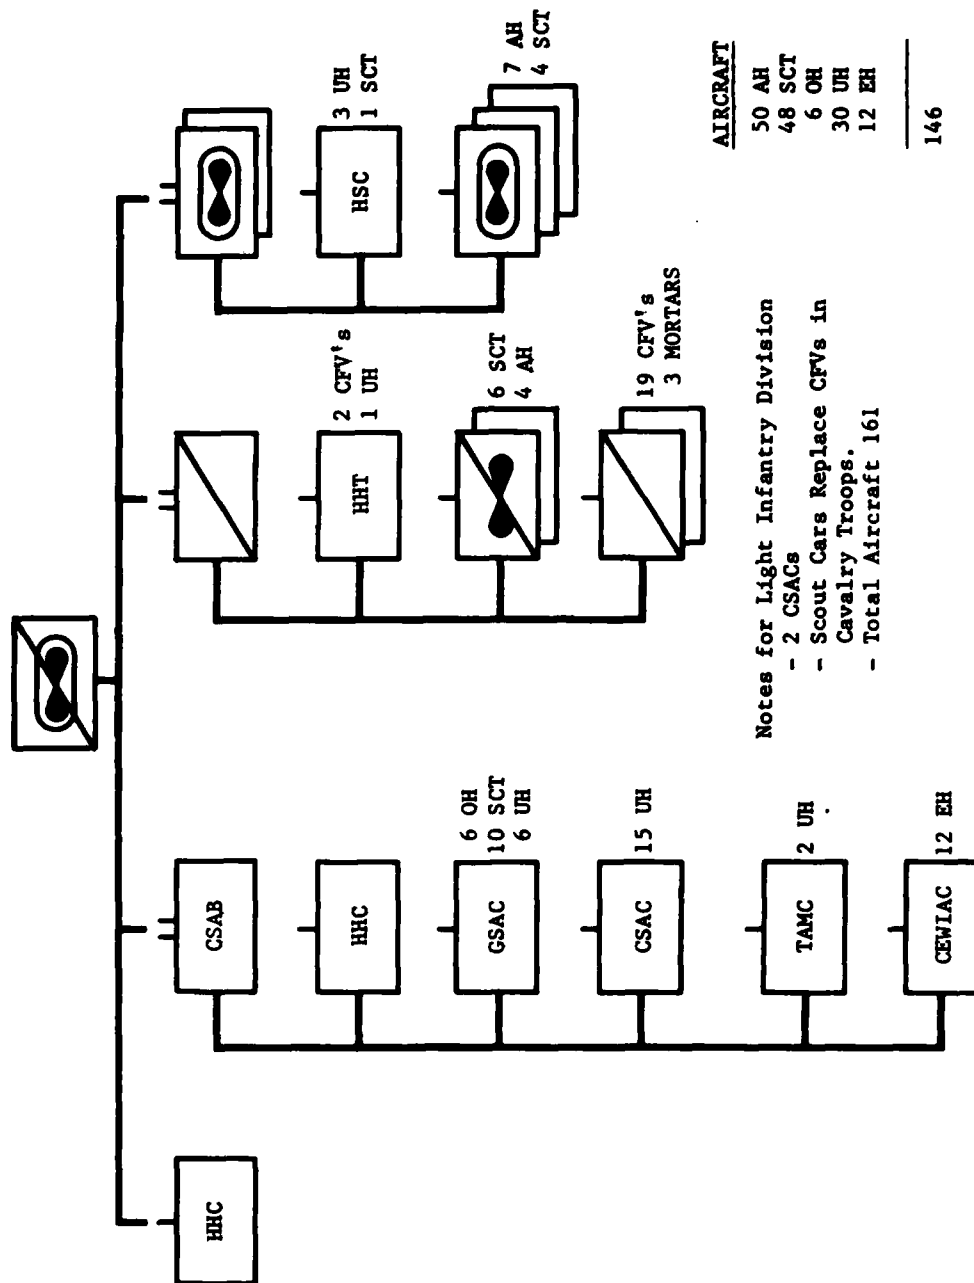 HHC
CSAB
HHC
GSAC
6 OH
10 SCT
6 UH
CSAC
15 UH
TAMC
2 UH
CEWIAC
12 EH
HHT
2 CFV's
1 UH
6 SCT
4 AH
19 CFV's
3 MORTARS
HSC
3 UH
1 SCT
7 AH
4 SCT
Notes for Light Infantry Division
- 2 CSACs
- Scout Cars Replace CFVs in
Cavalry Troops.
- Total Aircraft 161
AIRCRAFT
50 AH
48 SCT
6 OH
30 UH
12 EH
146